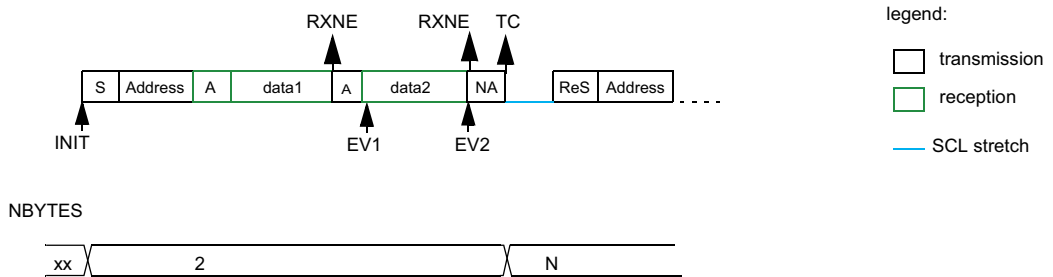 RXNE RXNE TC legend:
S Address A data1 A data2 NA ReS Address transmission
reception
INIT EV1 EV2 SCL stretch
NBYTES
xx 2 N